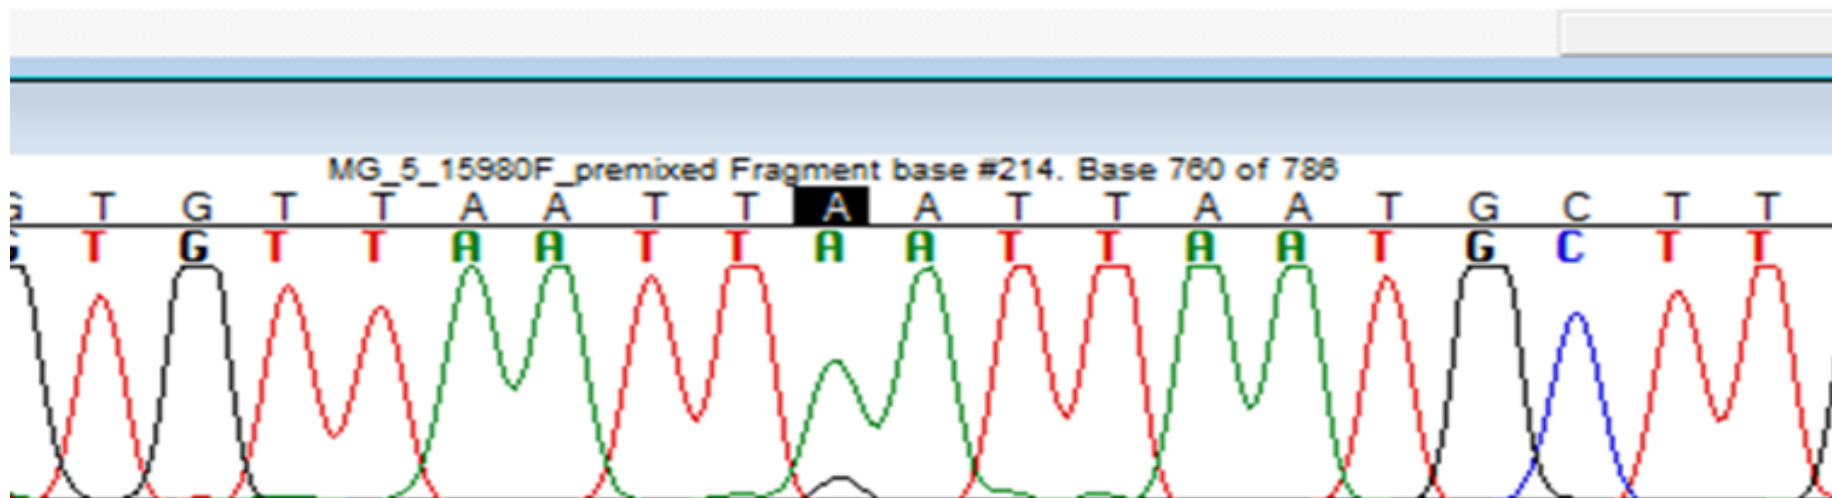 MG_5_15980F_premixed Fragment base #214. Base 760 of 786
G T G T T A A T T A A T T A A T G C T T
G T G T T A A T T A A T T A A T G C T T